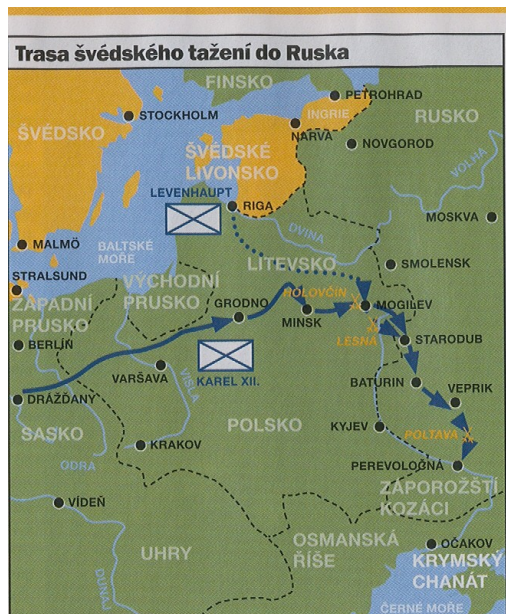 Trasa švédského tažení do Ruska
FINSKO
PETROHRAD
STOCKHOLM
INGRIE
RUSKO
ŠVÉDSKO
NARVA
NOVGOROD
ŠVÉDSKÉ
LIVONSKO
VOLHA
LEVENHAUPT
RIGA
MOSKVA
DVINA
MALMÖ
BALTSKÉ
MOŘE
LITEVSKO
SMOLENSK
STRALSUND
VÝCHODNÍ
PRUSKO
ZÁPADNÍ
PRUSKO
GRODNO
HOLOVČIN
MOGILEV
MINSK
LESNA
STARODUB
BERLÍN
VARŠAVA
KAREL XII.
BATURIN
VEPRIK
DRÁŽĎANY
VISLA
POLSKO
SASKO
KYJEV
POLTAVA
KRAKOV
ODRA
PEREVOLOČNA
ZÁPOROŽŠTÍ
KOZÁCI
VÍDEŇ
OSMANSKÁ
ŘÍŠE
OČAKOV
UHRY
KRYMSKÝ
CHANÁT
DUNAJ
ČERNÉ MOŘE